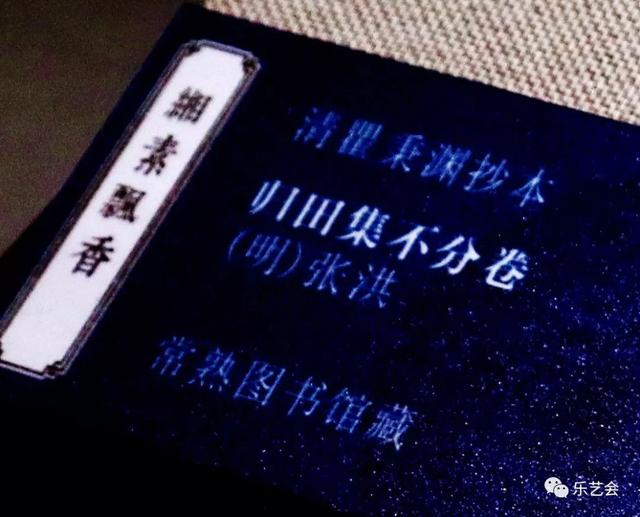 缃素飘香
清瞿秉渊抄本
归田集不分卷
(明)张洪
常熟图书馆藏
乐艺会